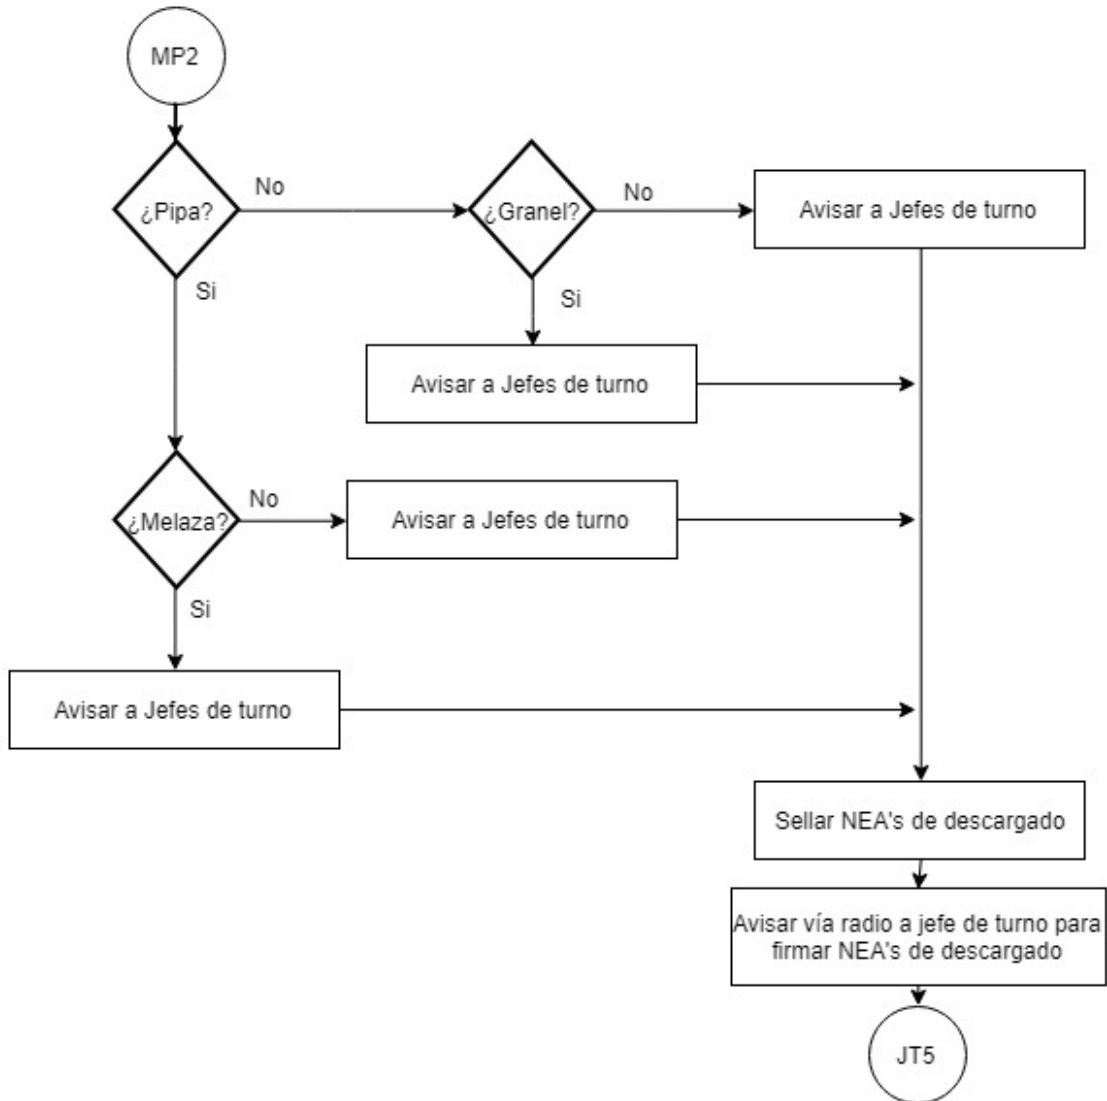 MP2
¿Pipa?
No
¿Granel?
No
Avisar a Jefes de turno
Si
Si
Avisar a Jefes de turno
¿Melaza?
No
Avisar a Jefes de turno
Si
Avisar a Jefes de turno
Sellar NEA's de descargado
Avisar vía radio a jefe de turno para
firmar NEA's de descargado
JT5